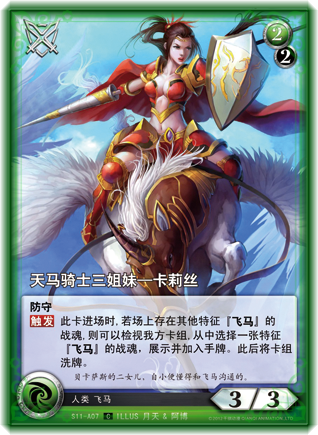 2
2
天马骑士三姐妹—卡莉丝
防守
触发 此卡进场时,若场上存在其他特征『飞马』的
战魂,则可以检视我方卡组,从中选择一张特征
『飞马』的战魂,展示并加入手牌。此后将卡组
洗牌。
贝卡萨斯的二女儿,自小便懂得和飞马沟通的。
人类 飞马
3 / 3
S11-A07 C ILLUS 月天 & 阿博